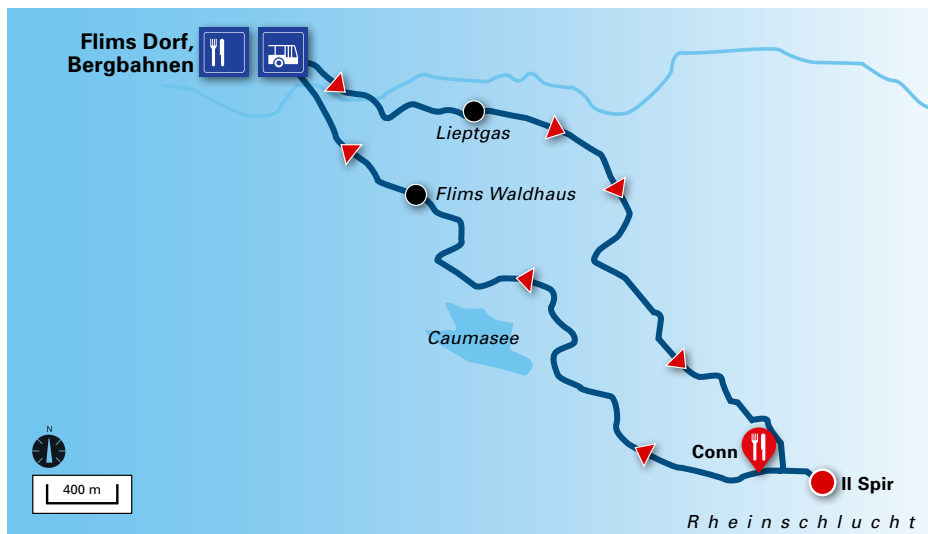 Flims Dorf,
Bergbahnen
Lieptgas
Flims Waldhaus
Caumasee
N
400 m
Conn
Il Spir
Rheinschlucht